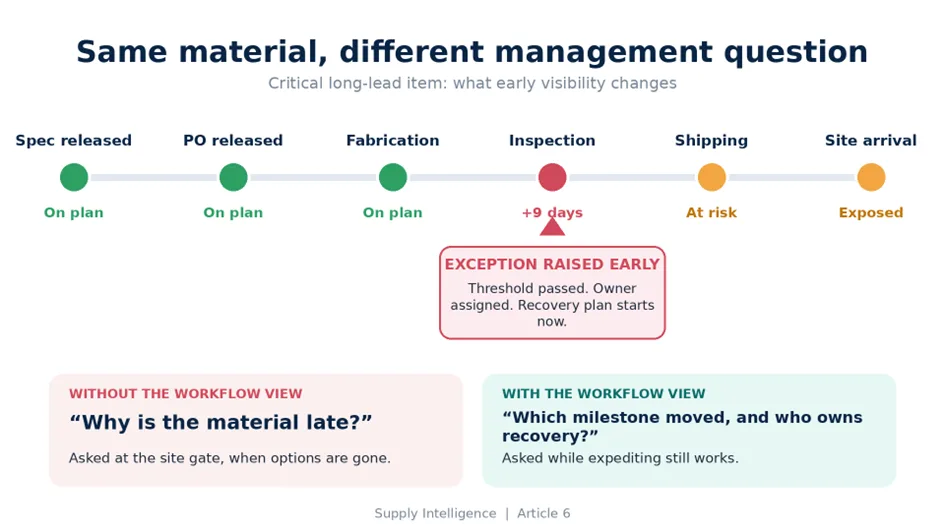 Same material, different management question
Critical long-lead item: what early visibility changes
Spec released
PO released
Fabrication
Inspection
Shipping
Site arrival
On plan
On plan
On plan
+9 days
At risk
Exposed
EXCEPTION RAISED EARLY
Threshold passed. Owner
assigned. Recovery plan starts
now.
WITHOUT THE WORKFLOW VIEW
“Why is the material late?”
Asked at the site gate, when options are gone.
WITH THE WORKFLOW VIEW
“Which milestone moved, and who owns
recovery?”
Asked while expediting still works.
Supply Intelligence | Article 6